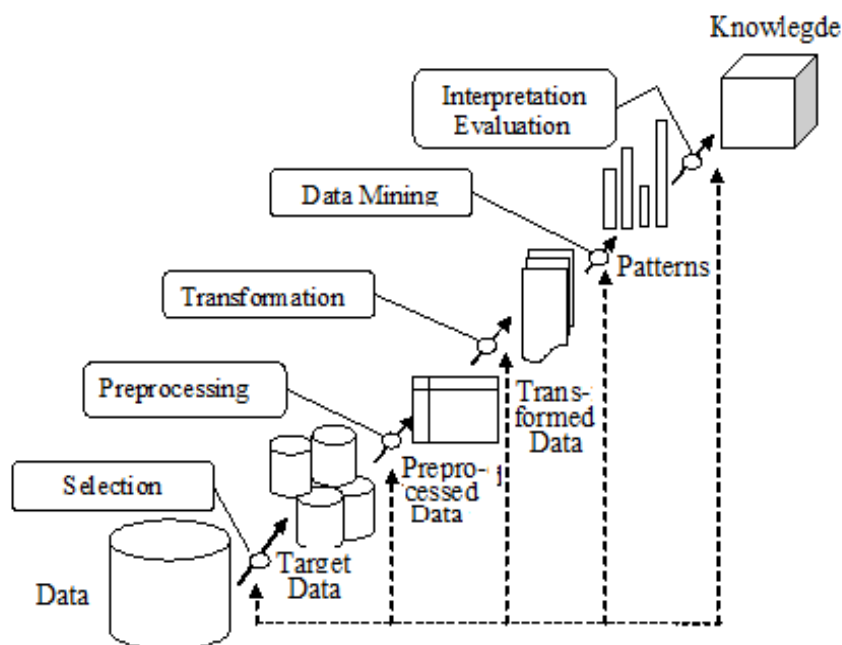 Knowlegde
Interpretation
Evaluation
Data Mining
Patterns
Transformation
Trans-
formed
Data
Preprocessing
Prepro-
cessed
Data
Selection
Target
Data
Data